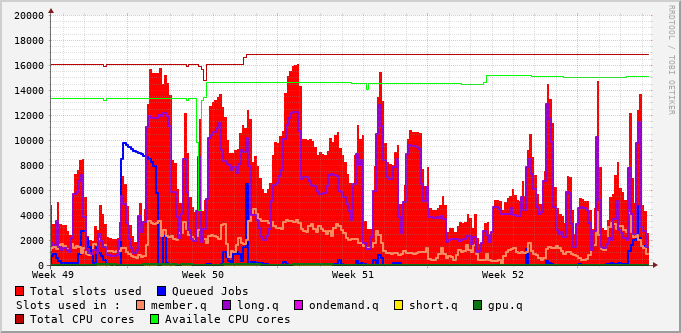 20000
18000
16000
14000
12000
10000
8000
6000
4000
2000
0
Week 49 Week 50 Week 51 Week 52
Total slots used Queued Jobs
Slots used in : member.q long.q ondemand.q short.q gpu.q
Total CPU cores Availale CPU cores
RRDTOOL / TOBI OETIKER